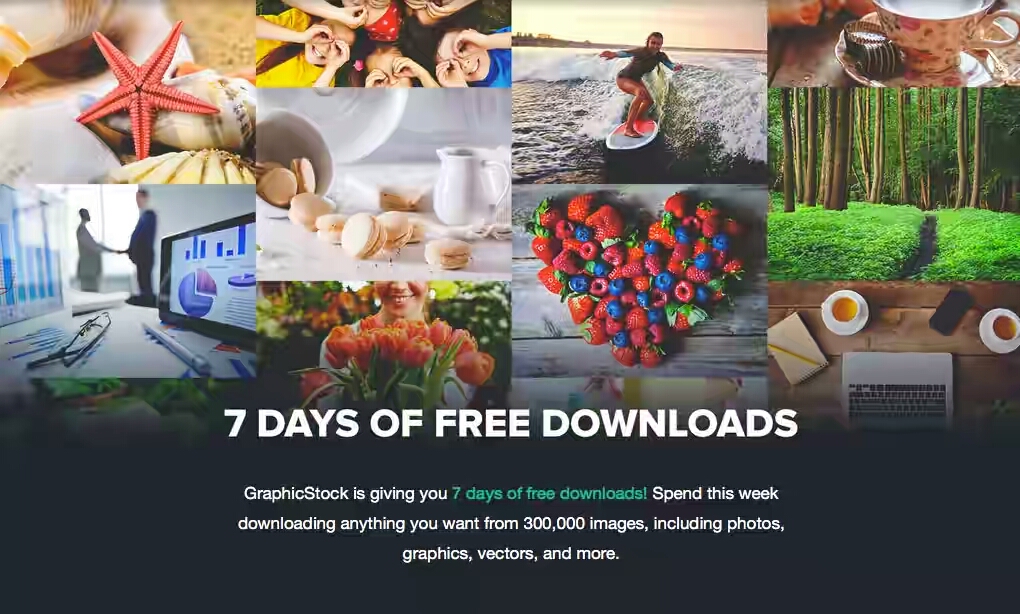 7 DAYS OF FREE DOWNLOADS
GraphicStock is giving you 7 days of free downloads! Spend this week
downloading anything you want from 300,000 images, including photos,
graphics, vectors, and more.